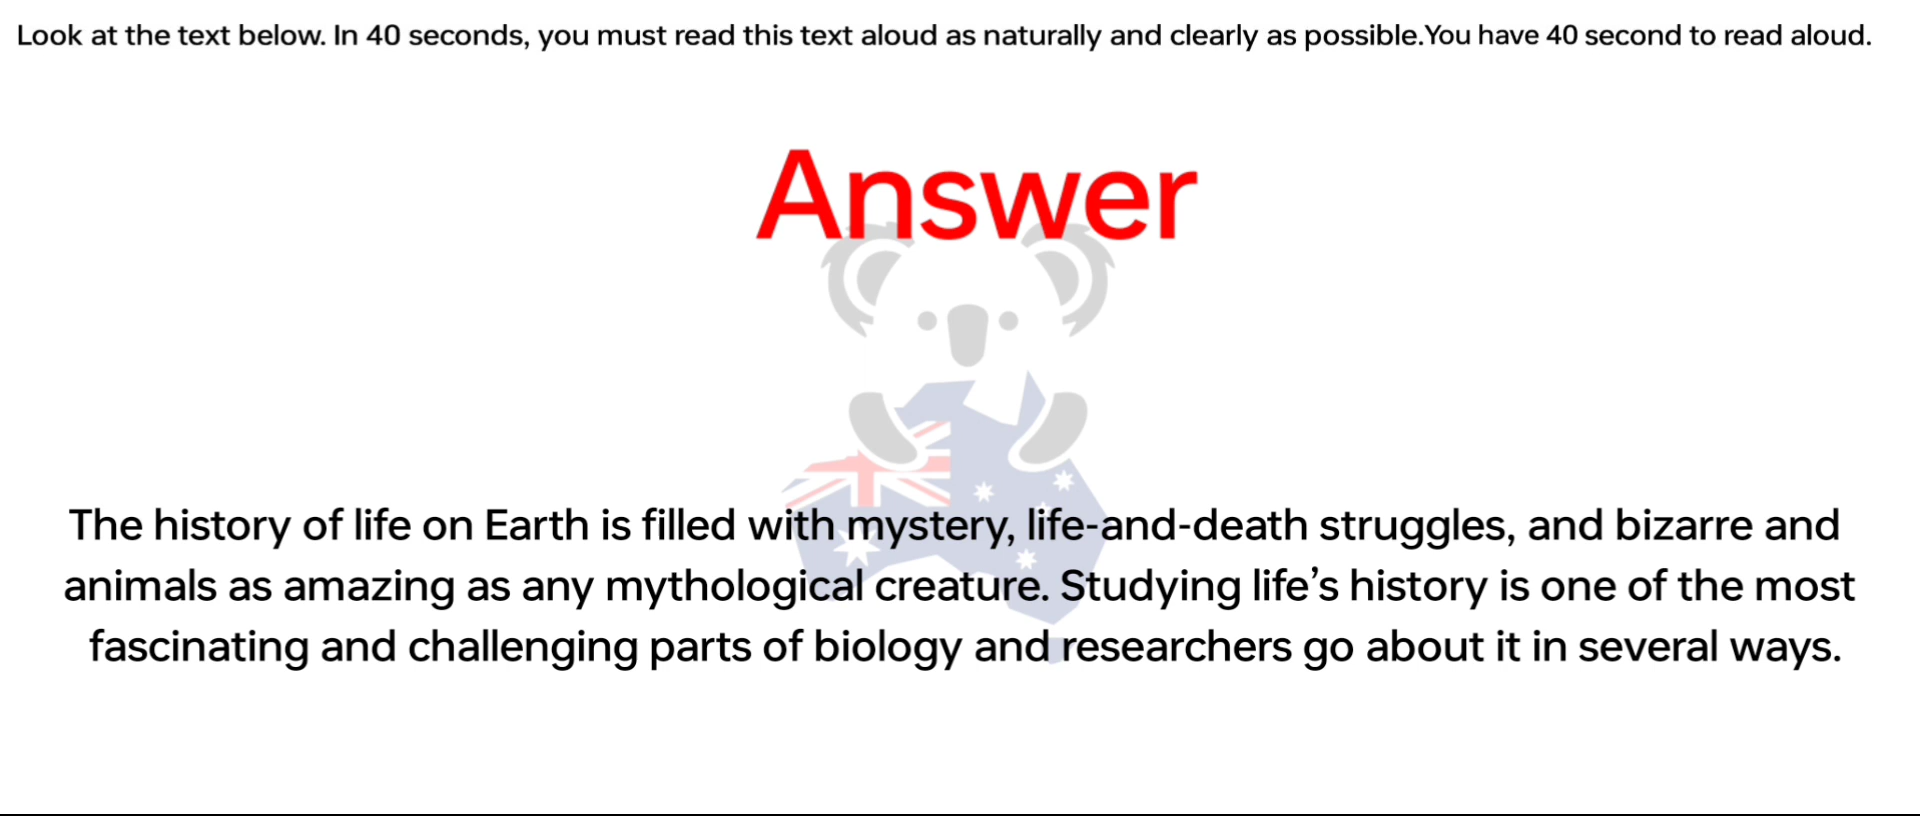 Look at the text below. In 40 seconds, you must read this text aloud as naturally and clearly as possible.You have 40 second to read aloud.
Answer
The history of life on Earth is filled with mystery, life-and-death struggles, and bizarre and
animals as amazing as any mythological creature. Studying life’s history is one of the most
fascinating and challenging parts of biology and researchers go about it in several ways.